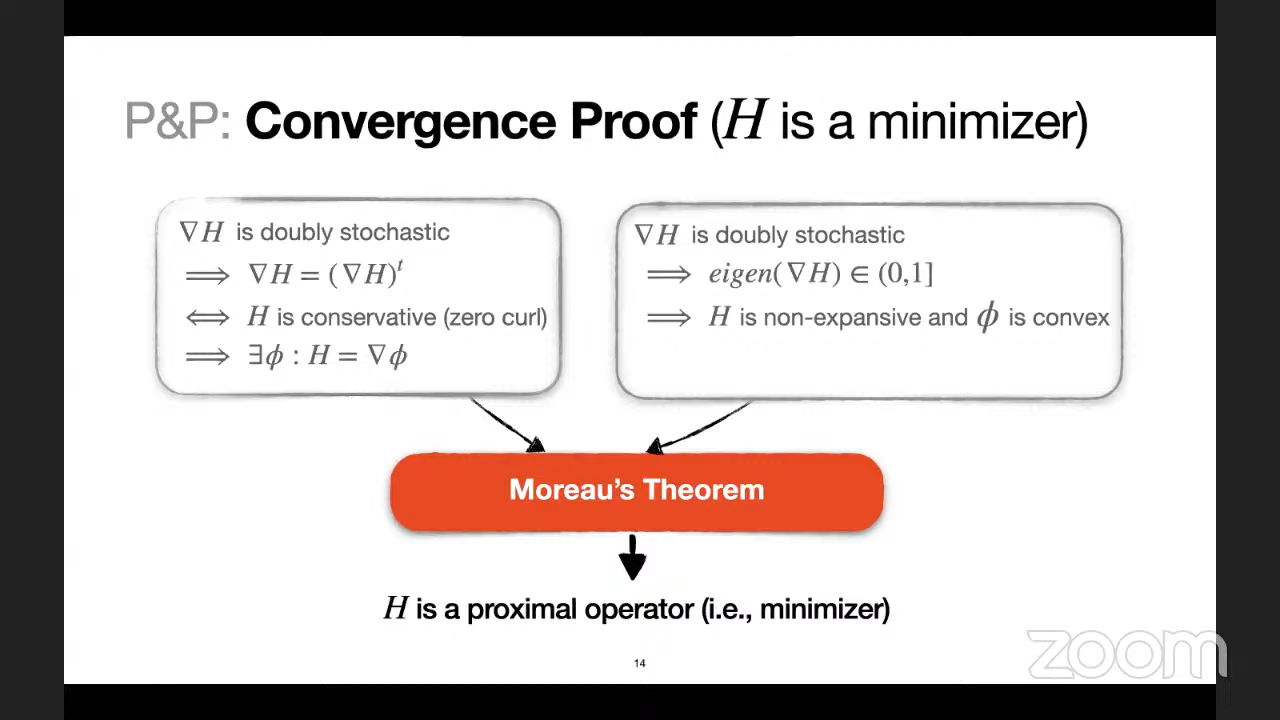 P&P: Convergence Proof (H is a minimizer)
∇H is doubly stochastic
⟹ ∇H = (∇H)ᵗ
⟺ H is conservative (zero curl)
⟹ ∃ϕ : H = ∇ϕ
∇H is doubly stochastic
⟹ eigen(∇H) ∈ (0,1]
⟹ H is non-expansive and ϕ is convex
Moreau's Theorem
H is a proximal operator (i.e., minimizer)
14
zoom